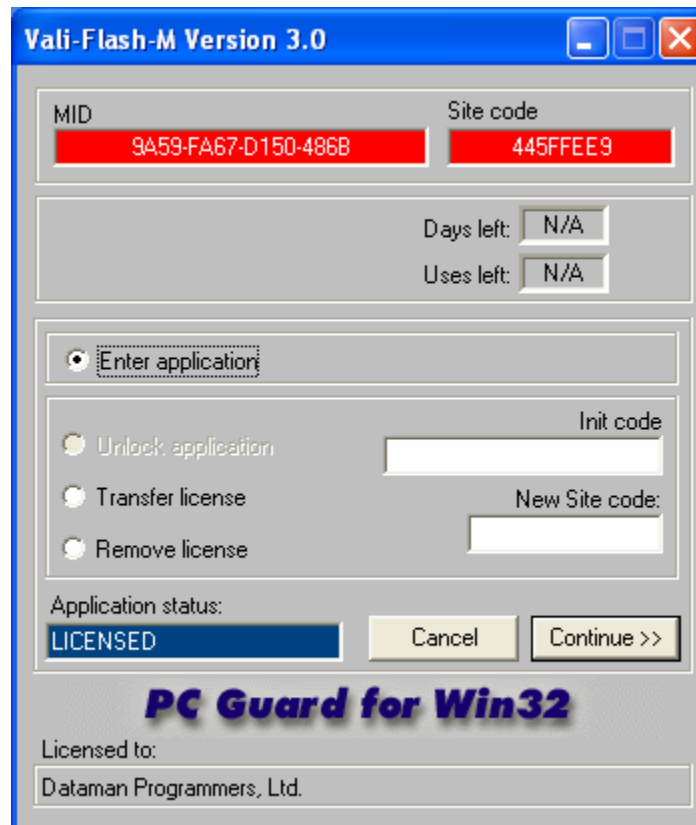 Vali-Flash-M Version 3.0
MID
Site code
9A59-FA67-D150-486B
445FFEE9
Days left: N/A
Uses left: N/A
Enter application
Init code
Unlock application
Transfer license
New Site code:
Remove license
Application status:
LICENSED
Cancel
Continue >>
PC Guard for Win32
Licensed to:
Dataman Programmers, Ltd.